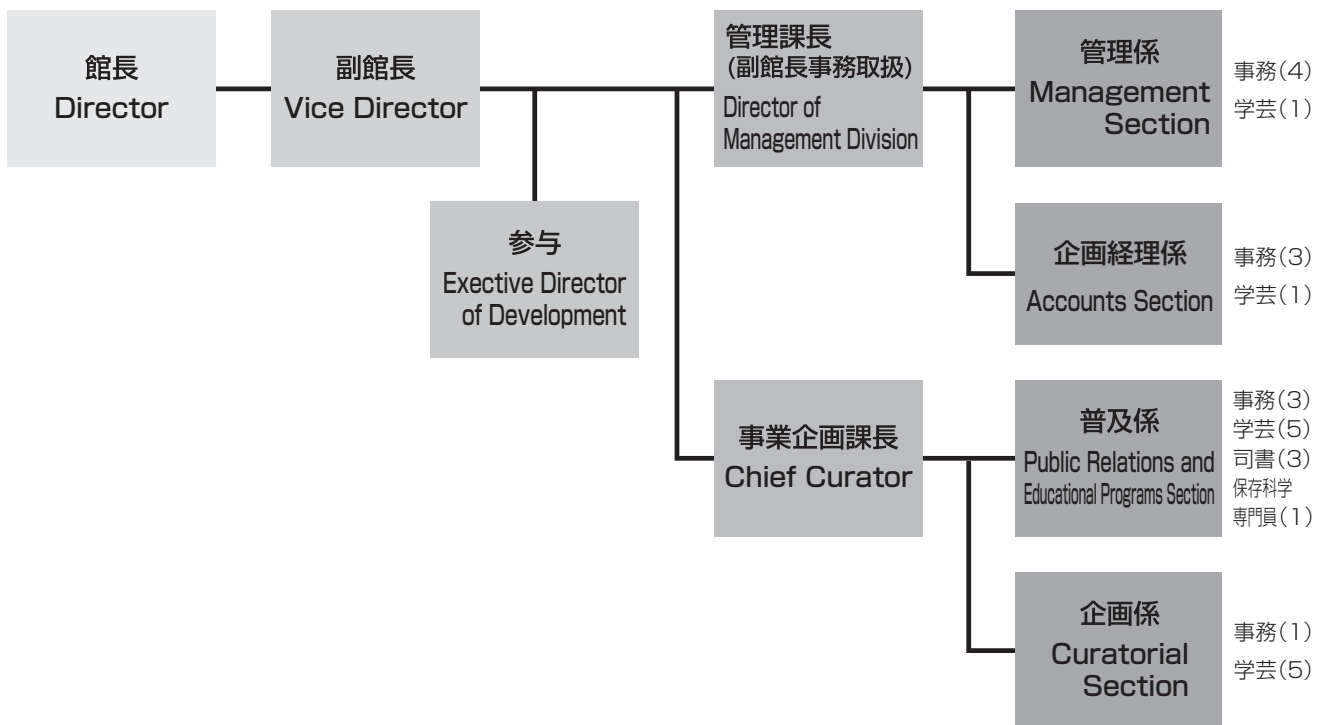 館長
Director
副館長
Vice Director
参与
Exective Director
of Development
管理課長
(副館長事務取扱)
Director of
Management Division
管理係
Management
Section
事務(4)
学芸(1)
企画経理係
Accounts Section
事務(3)
学芸(1)
事業企画課長
Chief Curator
普及係
Public Relations and
Educational Programs Section
事務(3)
学芸(5)
司書(3)
保存科学
専門員(1)
企画係
Curatorial
Section
事務(1)
学芸(5)